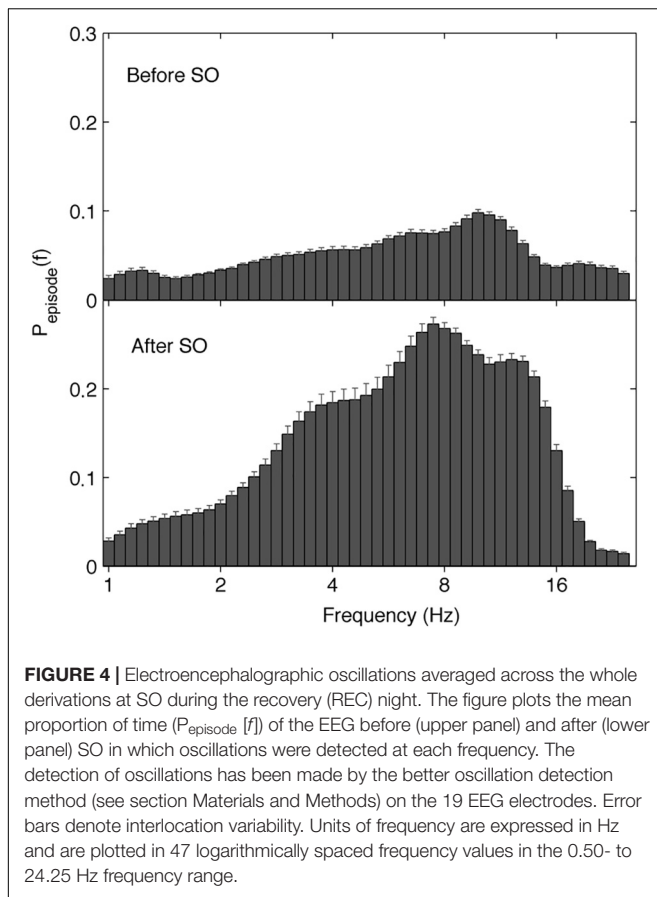 0.3
Before SO
0.2
0.1
0
P_episode(f)
After SO
0.2
0.1
0
1 2 4 8 16
Frequency (Hz)
FIGURE 4 | Electroencephalographic oscillations averaged across the whole
derivations at SO during the recovery (REC) night. The figure plots the mean
proportion of time (P_episode [f]) of the EEG before (upper panel) and after (lower
panel) SO in which oscillations were detected at each frequency. The
detection of oscillations has been made by the better oscillation detection
method (see section Materials and Methods) on the 19 EEG electrodes. Error
bars denote interlocation variability. Units of frequency are expressed in Hz
and are plotted in 47 logarithmically spaced frequency values in the 0.50- to
24.25 Hz frequency range.